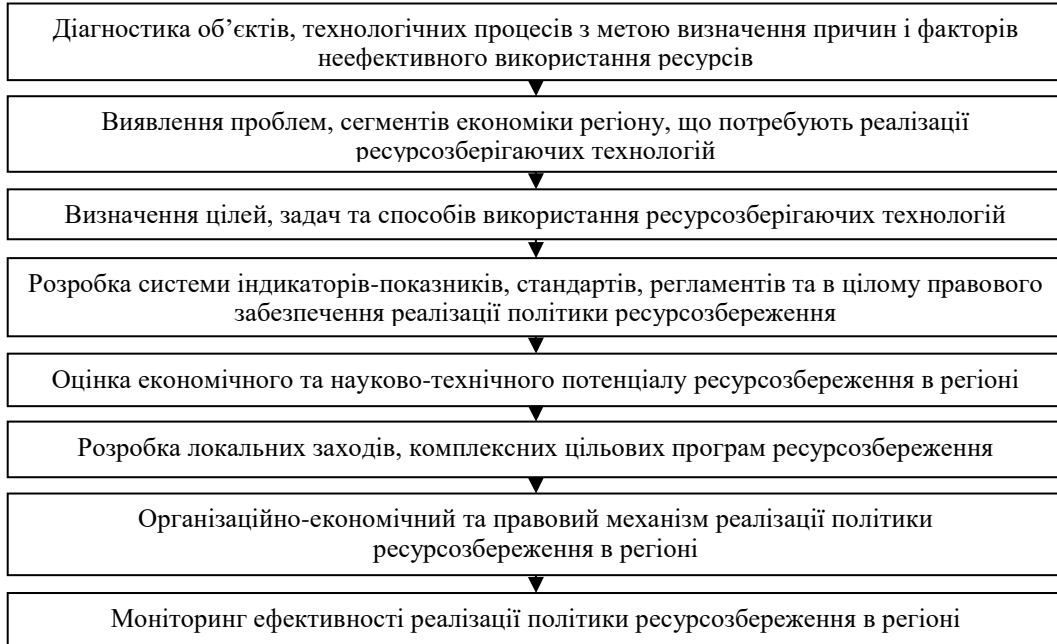 Діагностика об’єктів, технологічних процесів з метою визначення причин і факторів
неефективного використання ресурсів
Виявлення проблем, сегментів економіки регіону, що потребують реалізації
ресурсозберігаючих технологій
Визначення цілей, задач та способів використання ресурсозберігаючих технологій
Розробка системи індикаторів-показників, стандартів, регламентів та в цілому правового
забезпечення реалізації політики ресурсозбереження
Оцінка економічного та науково-технічного потенціалу ресурсозбереження в регіоні
Розробка локальних заходів, комплексних цільових програм ресурсозбереження
Організаційно-економічний та правовий механізм реалізації політики
ресурсозбереження в регіоні
Моніторинг ефективності реалізації політики ресурсозбереження в регіоні